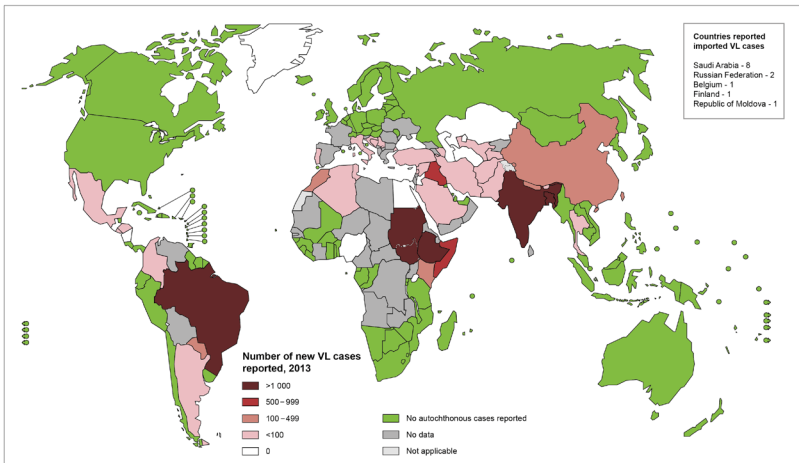 Countries reported
imported VL cases
Saudi Arabia - 8
Russian Federation - 2
Belgium - 1
Finland - 1
Republic of Moldova - 1
Number of new VL cases
reported, 2013
>1 000
500–999
100–499
<100
0
No autochthonous cases reported
No data
Not applicable